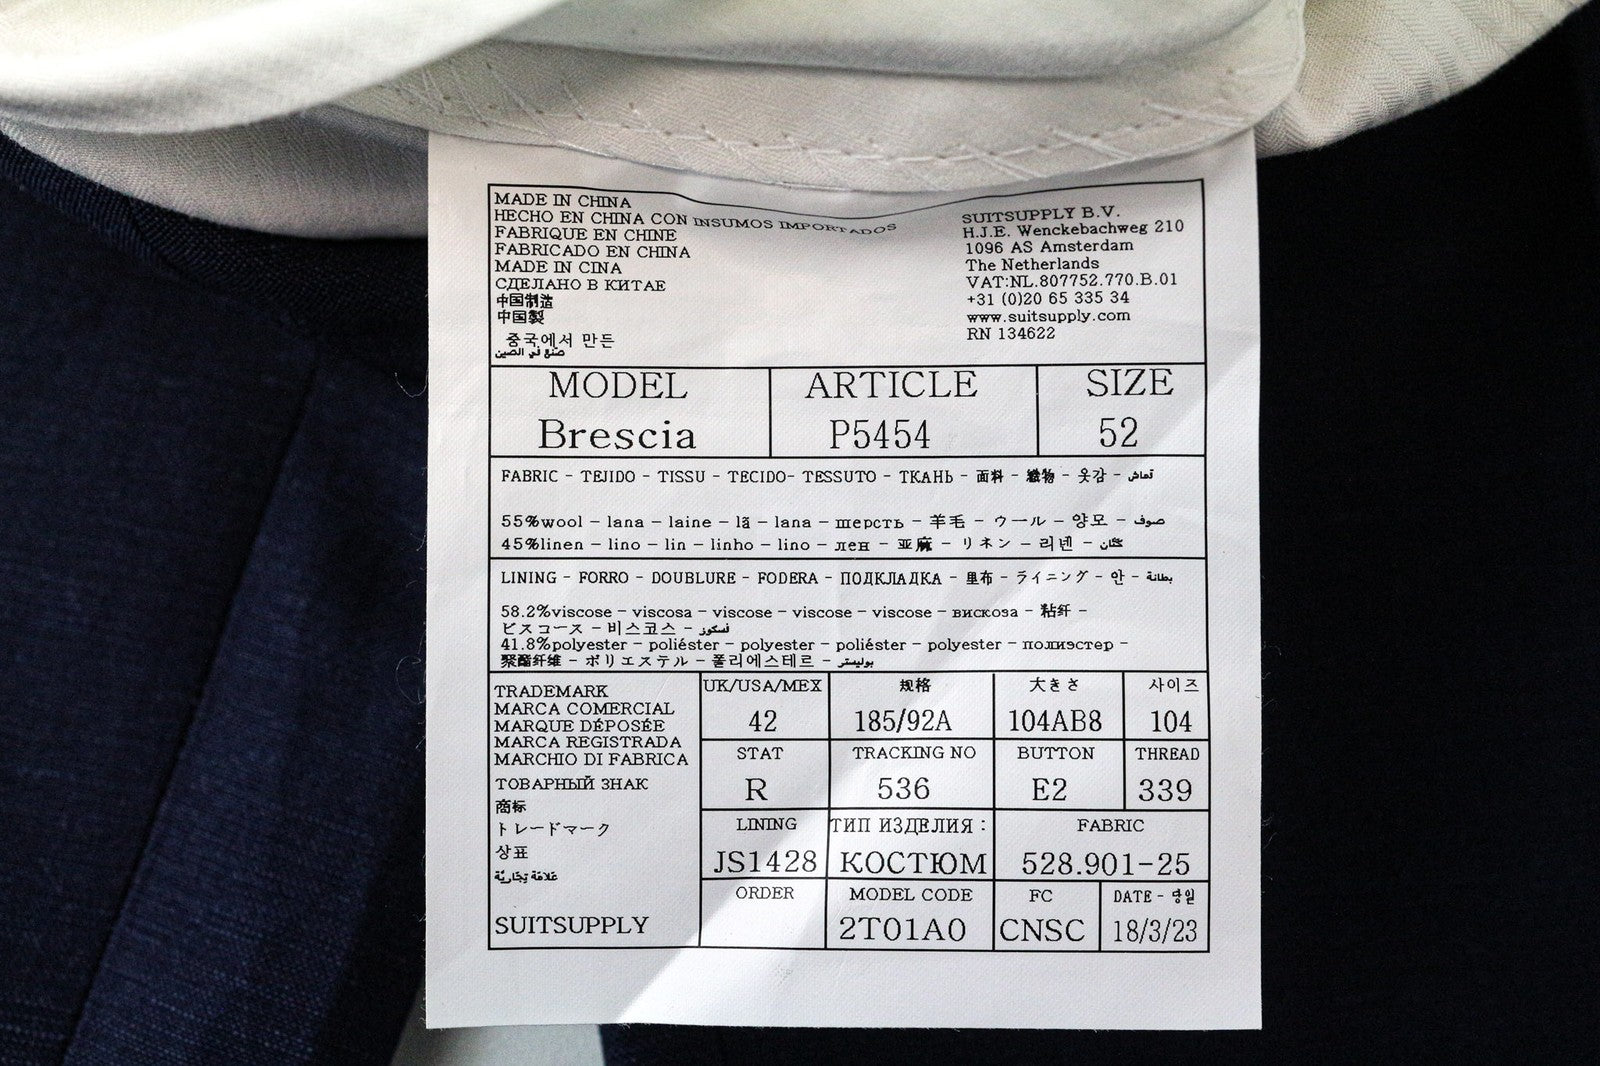 MADE IN CHINA
HECHO EN CHINA CON INSUMOS IMPORTADOS
FABRIQUE EN CHINE
FABRICADO EN CHINA
MADE IN CINA
СДЕЛАНО В КИТАЕ
中国制造
中国製
중국에서 만든
صنع في الصين
SUITSUPPLY B.V.
H.J.E. Wenckebachweg 210
1096 AS Amsterdam
The Netherlands
VAT:NL.807752.770.B.01
+31 (0)20 65 335 34
www.suitsupply.com
RN 134622
MODEL ARTICLE SIZE
Brescia P5454 52
FABRIC - TEJIDO - TISSU - TECIDO- TESSUTO - ТКАНЬ - 面料 - 織物 - 옷감 - قماش
55%wool - lana - laine - lã - lana - шерсть - 羊毛 - ウール - 양모 - صوف
45%linen - lino - lin - linho - lino - лен - 亚麻 - リネン - 리넨 - كتان
LINING - FORRO - DOUBLURE - FODERA - ПОДКЛАДКА - 里布 - ライニング - 안 - بطانة
58.2%viscose - viscosa - viscose - viscose - viscose - вискоза - 粘纤 -
ビスコース - 비스코스 - فسكوز
41.8%polyester - poliéster - polyester - poliéster - polyester - полиэстер -
聚酯纤维 - ポリエステル - 폴리에스테르 - بوليستر
TRADEMARK
MARCA COMERCIAL
MARQUE DÉPOSÉE
MARCA REGISTRADA
MARCHIO DI FABRICA
ТОВАРНЫЙ ЗНАК
商标
トレードマーク
상표
علامة تجارية
SUITSUPPLY
UK/USA/MEX 规格 大きさ 사이즈
42 185/92A 104AB8 104
STAT TRACKING NO BUTTON THREAD
R 536 E2 339
LINING ТИП ИЗДЕЛИЯ : FABRIC
JS1428 КОСТЮМ 528.901-25
ORDER MODEL CODE FC DATE - 당일
2T01A0 CNSC 18/3/23